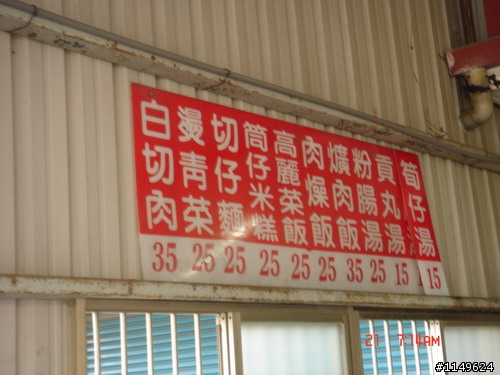 白切肉 35
燙青菜 25
切仔麵 25
筒仔米糕 25
高麗菜飯 25
肉燥飯 25
爌肉飯 35
粉腸湯 25
貢丸湯 15
筍仔湯 15
21 7:14AM
#1149624